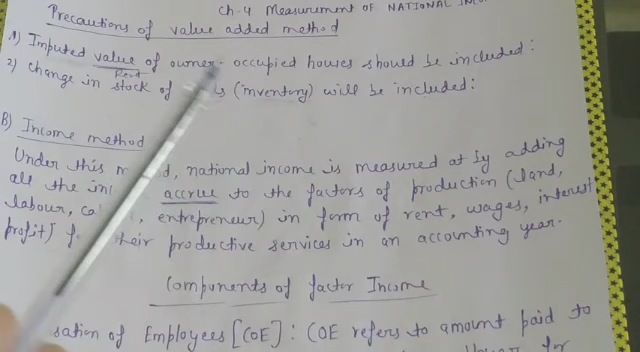 Ch-4 Measurement OF NATIONAL
Precautions of value added method
1) Imputed value of owner-occupied houses should be included:
Rent
2) Change in stock of (inventory) will be included:
B) Income method
Under this, national income is measured at by adding
all the accrue to the factors of production (land,
labour, entrepreneur) in form of rent, wages, interest
profit) their productive services in an accounting year.
Components of factor Income
of Employees [COE]: COE refers to amount paid to
for